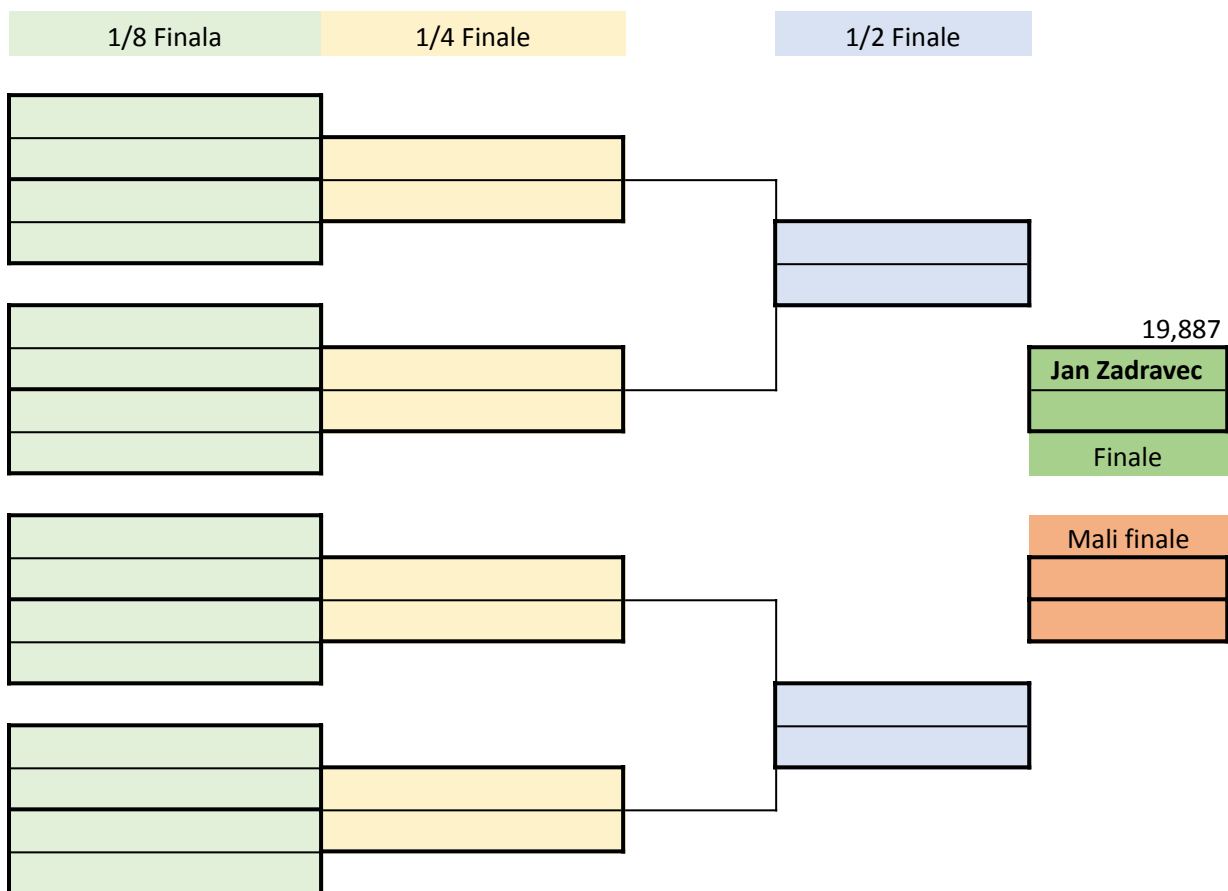 1/8 Finala
1/4 Finale
1/2 Finale
19,887
Jan Zadravec
Finale
Mali finale